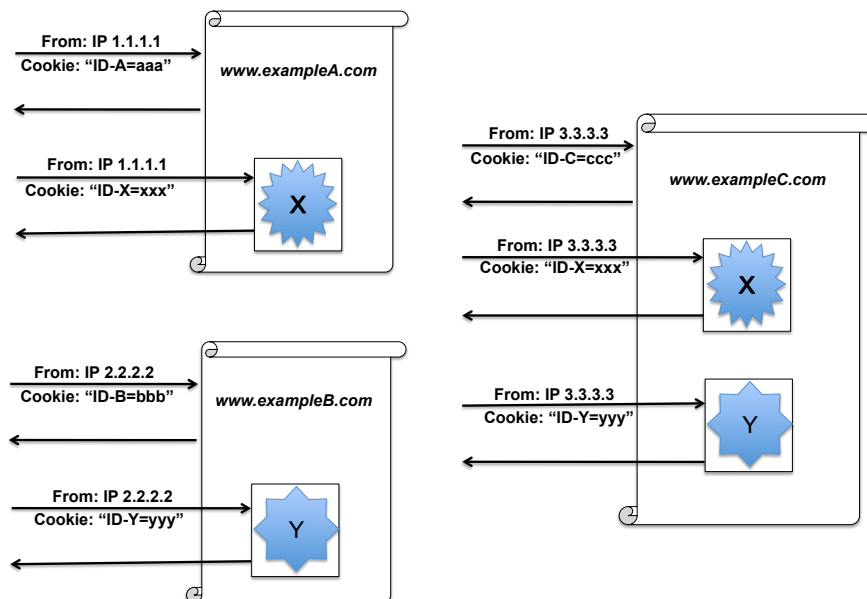 From: IP 1.1.1.1
Cookie: “ID-A=aaa”
www.exampleA.com
From: IP 1.1.1.1
Cookie: “ID-X=xxx”
X
From: IP 2.2.2.2
Cookie: “ID-B=bbb”
www.exampleB.com
From: IP 2.2.2.2
Cookie: “ID-Y=yyy”
Y
From: IP 3.3.3.3
Cookie: “ID-C=ccc”
www.exampleC.com
From: IP 3.3.3.3
Cookie: “ID-X=xxx”
X
From: IP 3.3.3.3
Cookie: “ID-Y=yyy”
Y